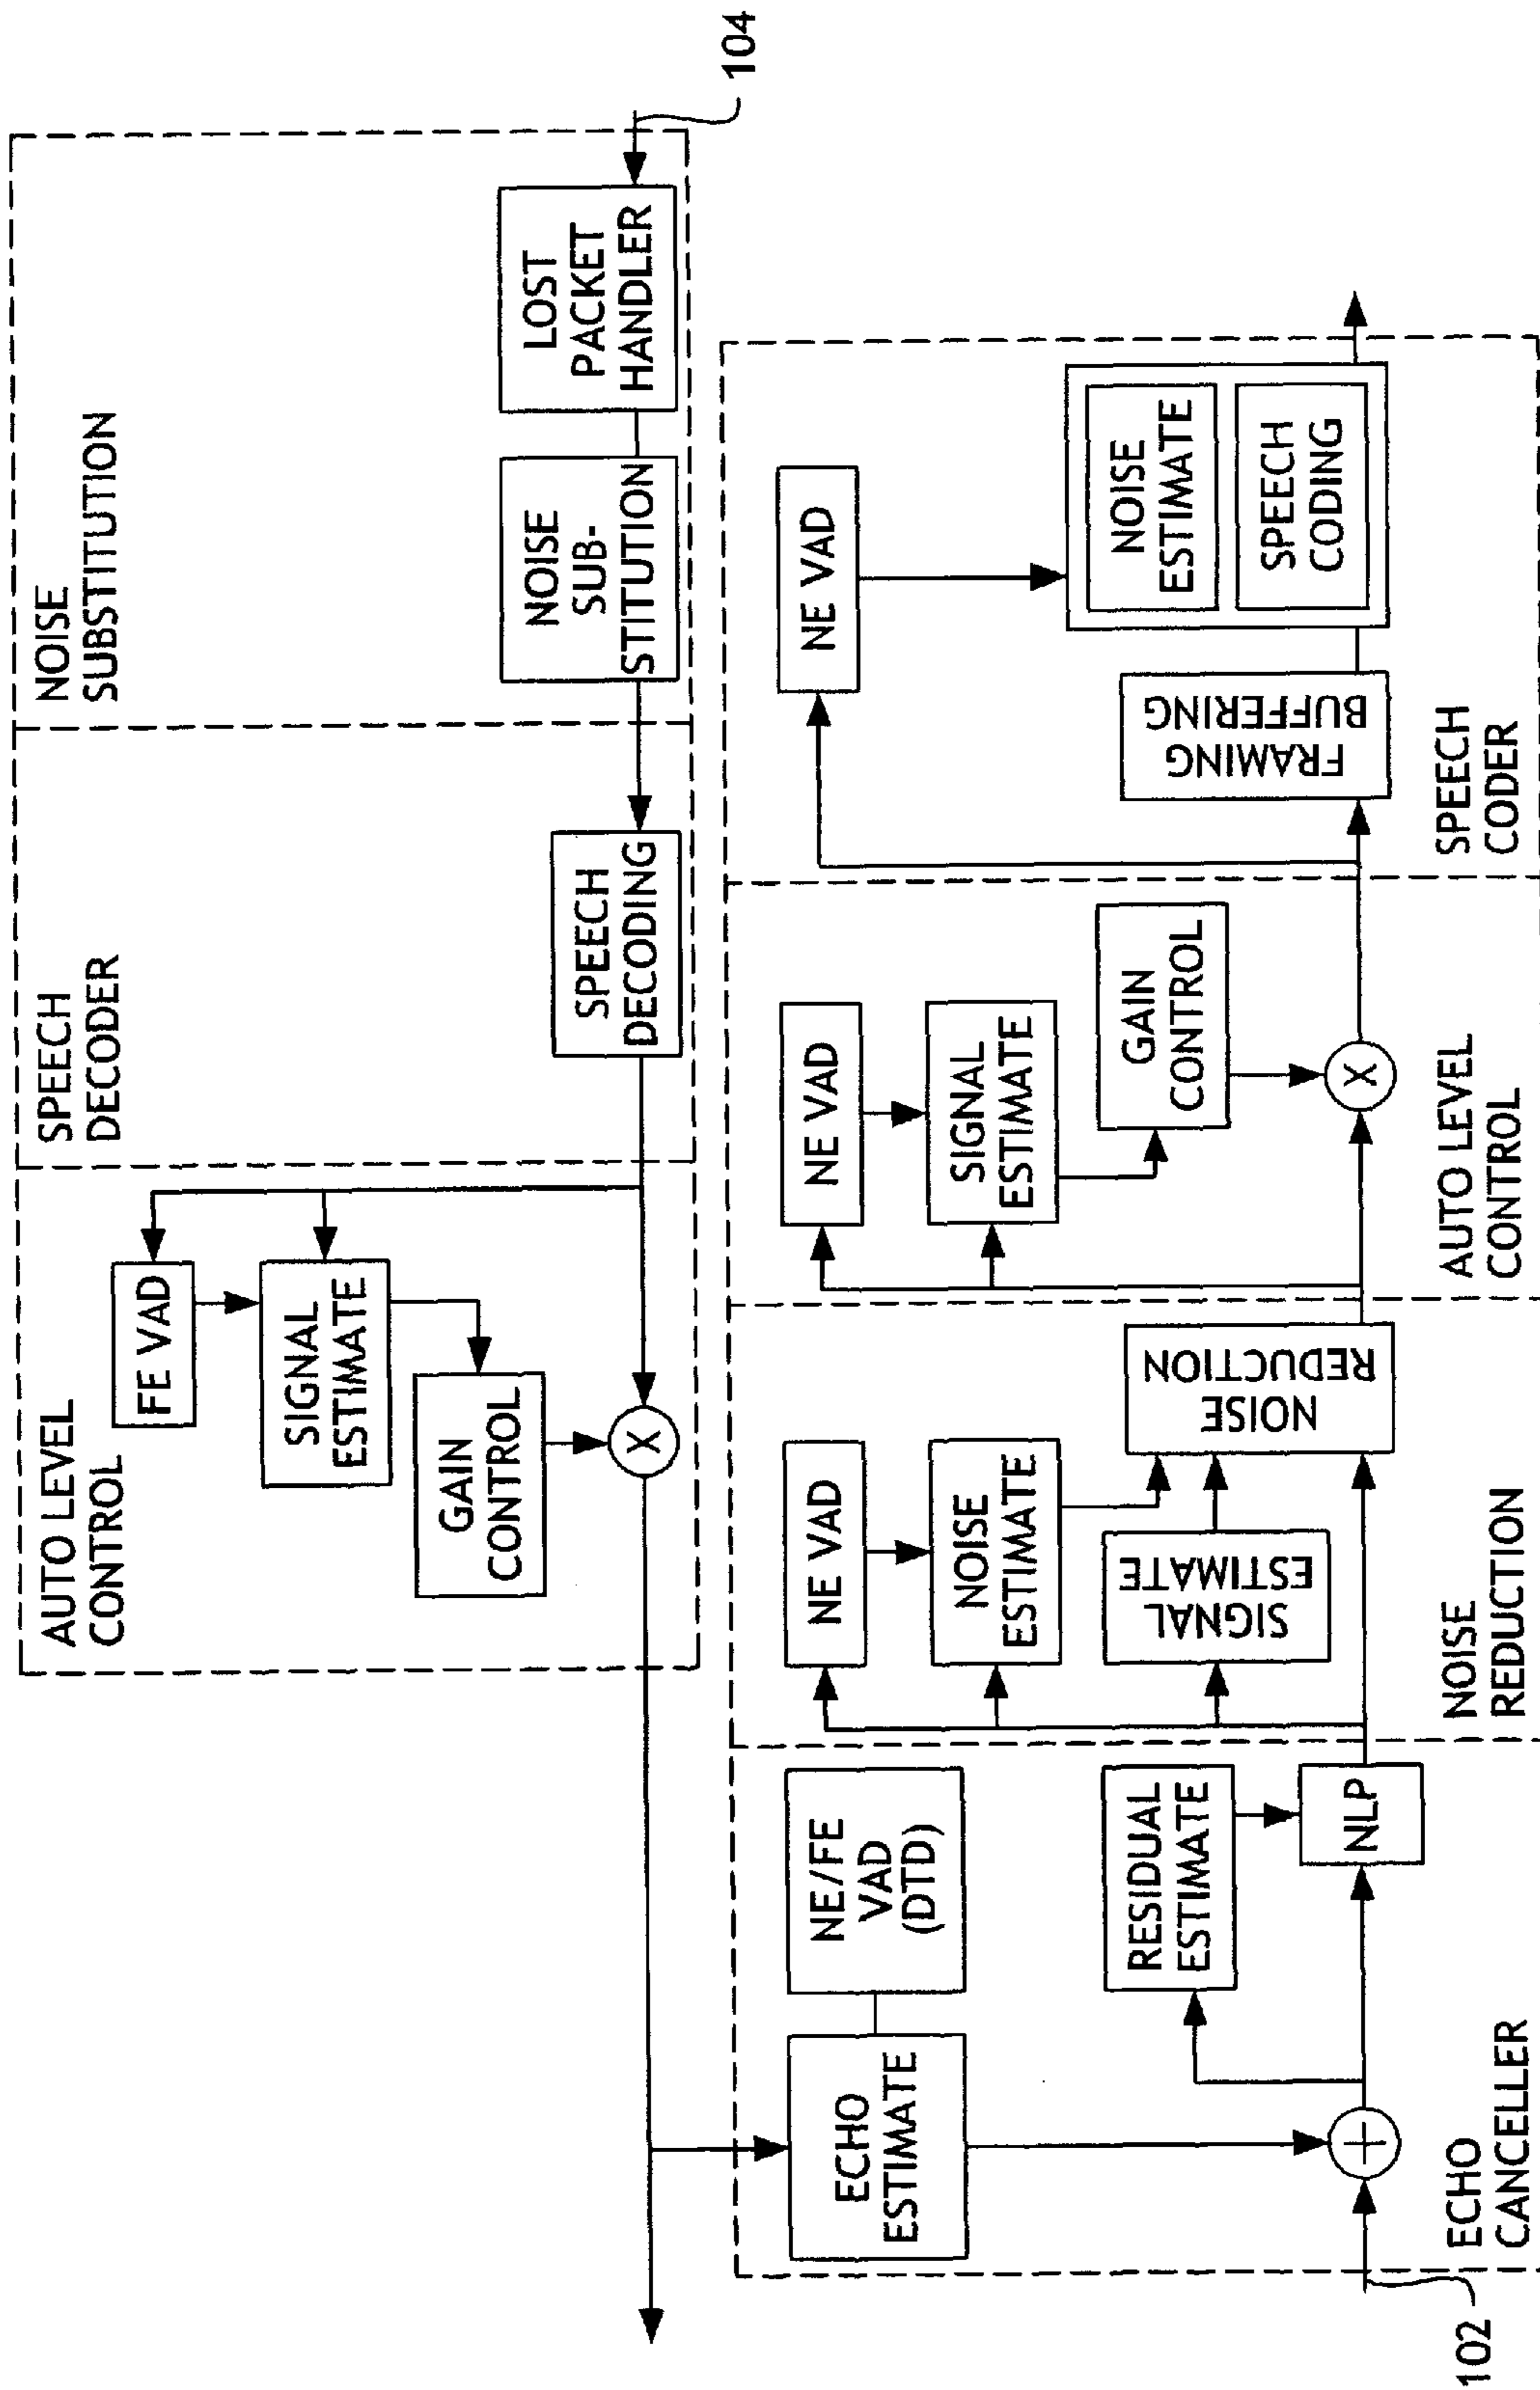 AUTO LEVEL
CONTROL
FE VAD
SIGNAL
ESTIMATE
GAIN
CONTROL
X
SPEECH
DECODER
SPEECH
DECODING
NOISE
SUBSTITUTION
NOISE
SUB-
STITUTION
LOST
PACKET
HANDLER
104
ECHO
ESTIMATE
NE/FE
VAD
(DTD)
RESIDUAL
ESTIMATE
NLP
ECHO
CANCELLER
102
NE VAD
NOISE
ESTIMATE
SIGNAL
ESTIMATE
NOISE
REDUCTION
NOISE
REDUCTION
NE VAD
SIGNAL
ESTIMATE
GAIN
CONTROL
X
AUTO LEVEL
CONTROL
NE VAD
FRAMING
BUFFERING
NOISE
ESTIMATE
SPEECH
CODING
SPEECH
CODER